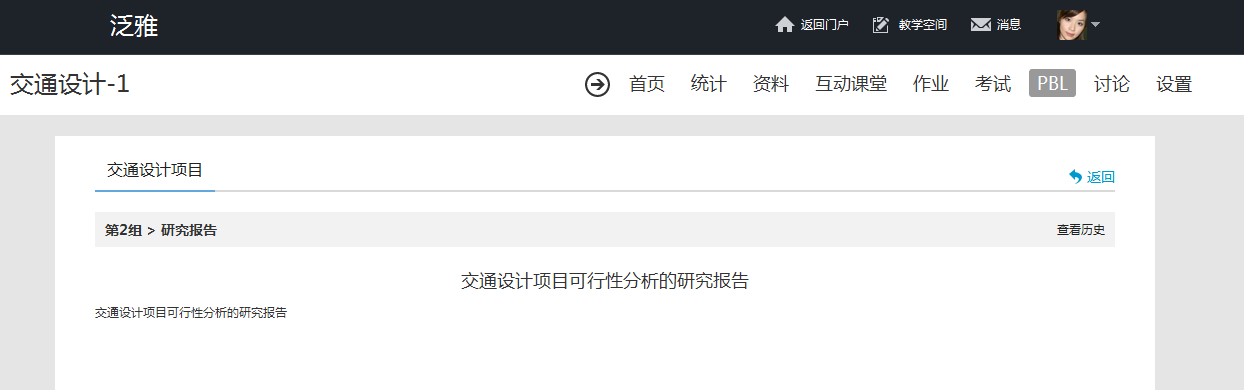 泛雅 返回门户 教学空间 消息
交通设计-1 首页 统计 资料 互动课堂 作业 考试 PBL 讨论 设置
交通设计项目 返回
第2组 > 研究报告 查看历史
交通设计项目可行性分析的研究报告
交通设计项目可行性分析的研究报告